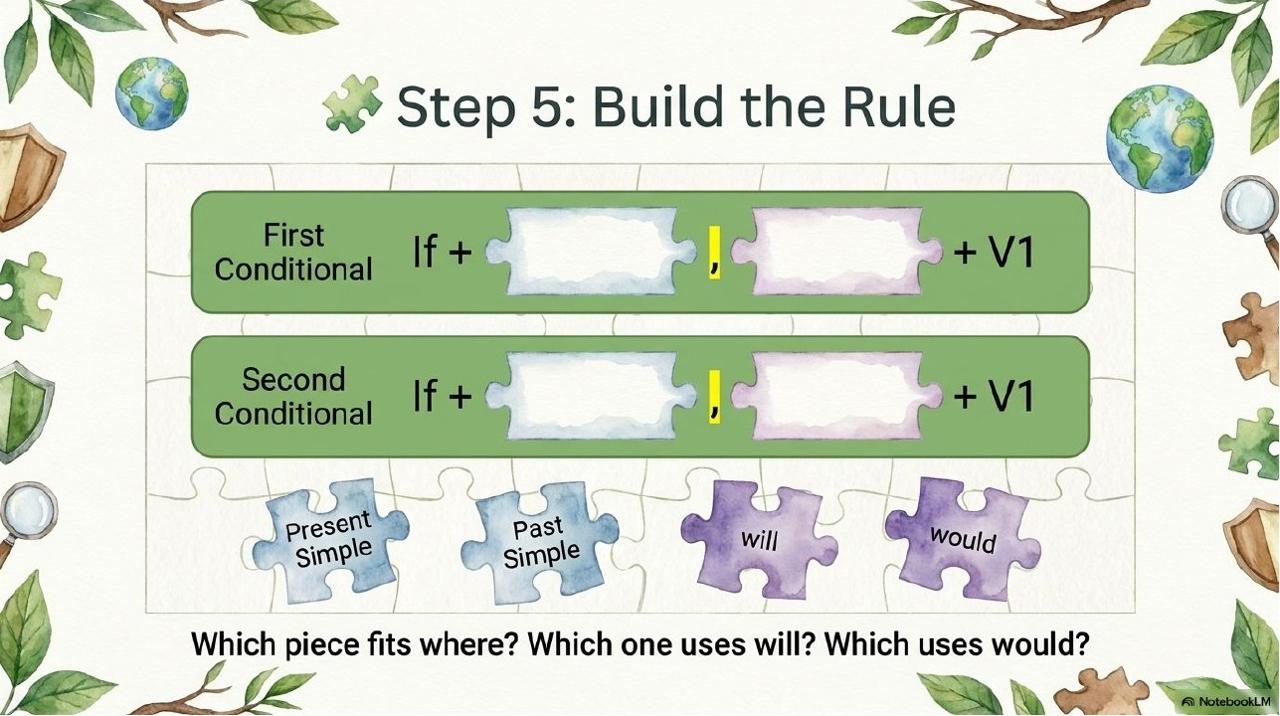 Step 5: Build the Rule
First
Conditional
If + , + V1
Second
Conditional
If + , + V1
Present
Simple
Past
Simple
will
would
Which piece fits where? Which one uses will? Which uses would?
NotebookLM